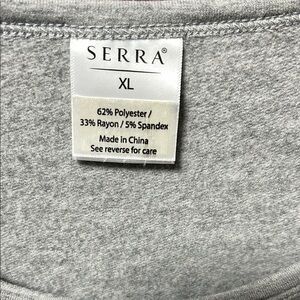 SERRA®
XL
62% Polyester /
33% Rayon / 5% Spandex
Made in China
See reverse for care